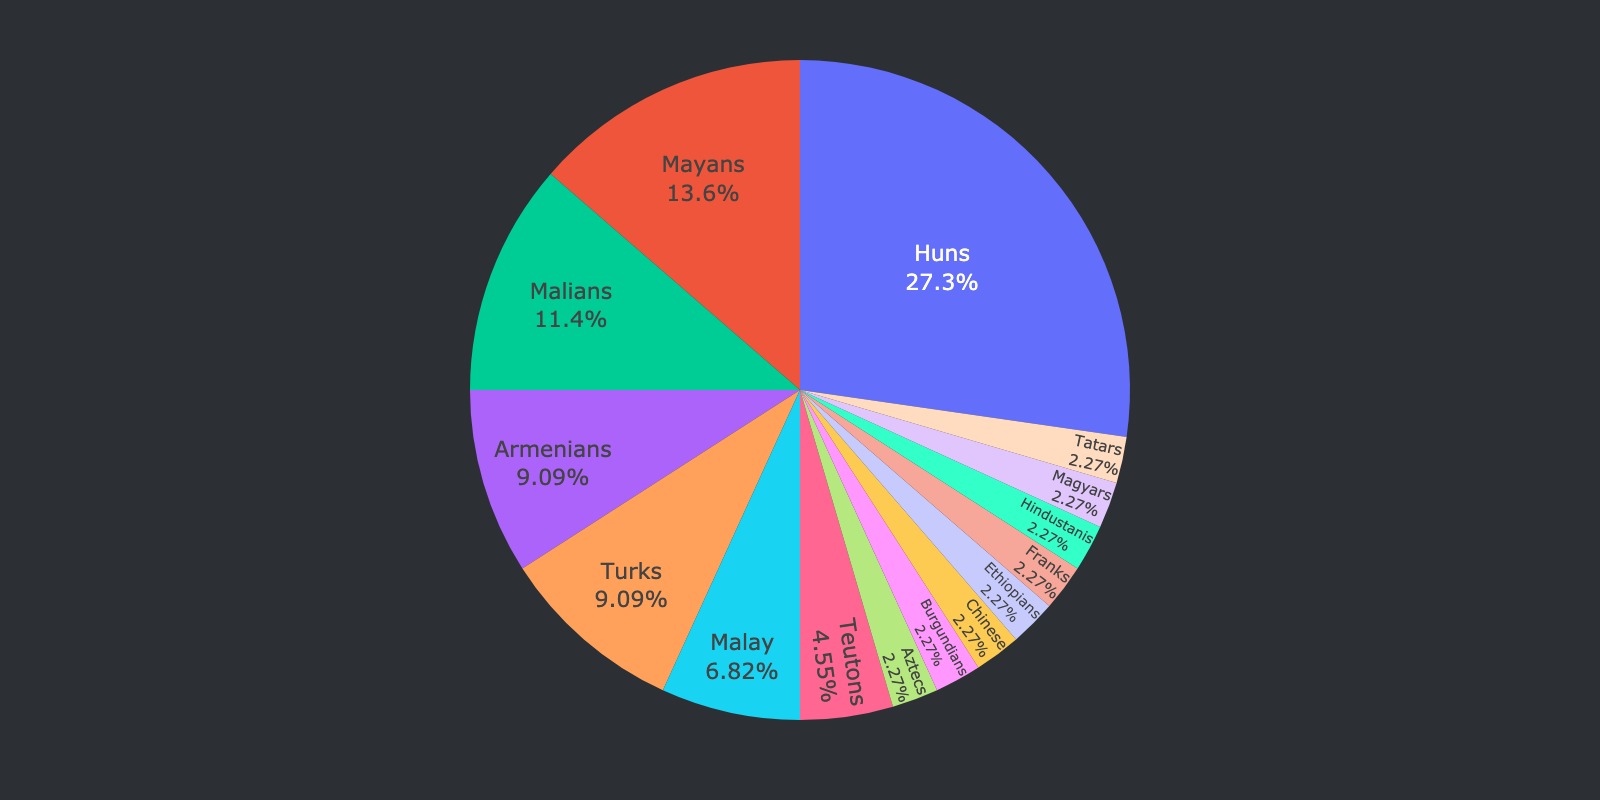 Mayans
13.6%
Huns
27.3%
Malians
11.4%
Armenians
9.09%
Tatars
2.27%
Magyars
2.27%
Hindustanis
2.27%
Franks
2.27%
Turks
9.09%
Ethiopians
2.27%
Chinese
2.27%
Burgundians
2.27%
Malay
6.82%
Teutons
4.55%
Aztecs
2.27%